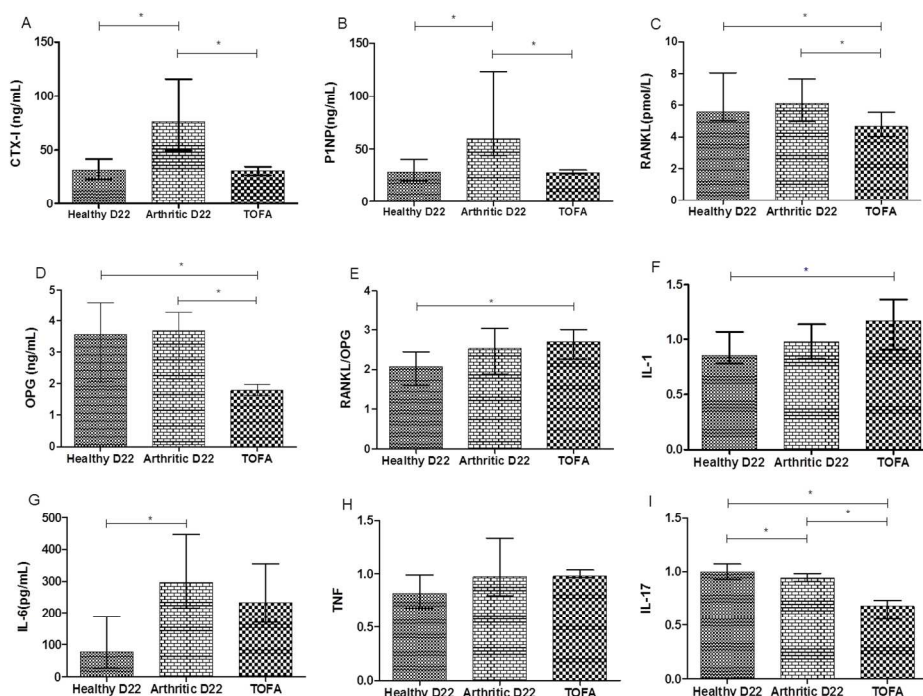 A
*
*
CTX-I (ng/mL)
150
100
50
0
Healthy D22 Arthritic D22 TOFA
B
*
*
P1NP(ng/mL)
150
100
50
0
Healthy D22 Arthritic D22 TOFA
C
*
*
RANKL(pmol/L)
10
8
6
4
2
0
Healthy D22 Arthritic D22 TOFA
D
*
*
OPG (ng/mL)
5
4
3
2
1
0
Healthy D22 Arthritic D22 TOFA
E
*
RANKL/OPG
4
3
2
1
0
Healthy D22 Arthritic D22 TOFA
F
*
IL-1
1.5
1.0
0.5
0.0
Healthy D22 Arthritic D22 TOFA
G
*
IL-6(pg/mL)
500
400
300
200
100
0
Healthy D22 Arthritic D22 TOFA
H
TNF
1.5
1.0
0.5
0.0
Healthy D22 Arthritic D22 TOFA
I
*
*
*
IL-17
1.5
1.0
0.5
0.0
Healthy D22 Arthritic D22 TOFA